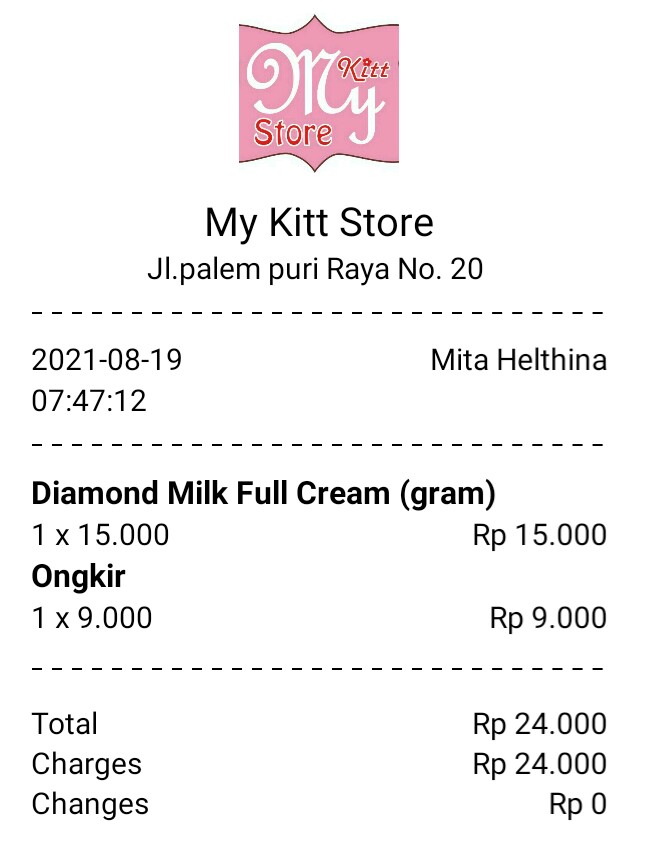 My Kitt
Store
My Kitt Store
Jl.palem puri Raya No. 20
2021-08-19 Mita Helthina
07:47:12
Diamond Milk Full Cream (gram)
1 x 15.000 Rp 15.000
Ongkir
1 x 9.000 Rp 9.000
Total Rp 24.000
Charges Rp 24.000
Changes Rp 0